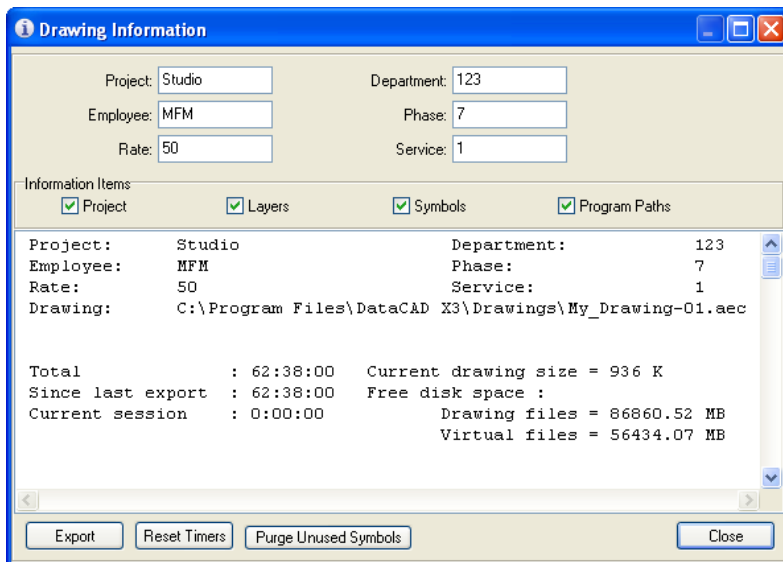 Drawing Information
Project: Studio Department: 123
Employee: MFM Phase: 7
Rate: 50 Service: 1
Information Items
Project Layers Symbols Program Paths
Project: Studio Department: 123
Employee: MFM Phase: 7
Rate: 50 Service: 1
Drawing: C:\Program Files\DataCAD X3\Drawings\My_Drawing-01.aec
Total : 62:38:00 Current drawing size = 936 K
Since last export : 62:38:00 Free disk space :
Current session : 0:00:00 Drawing files = 86860.52 MB
Virtual files = 56434.07 MB
Export Reset Timers Purge Unused Symbols Close